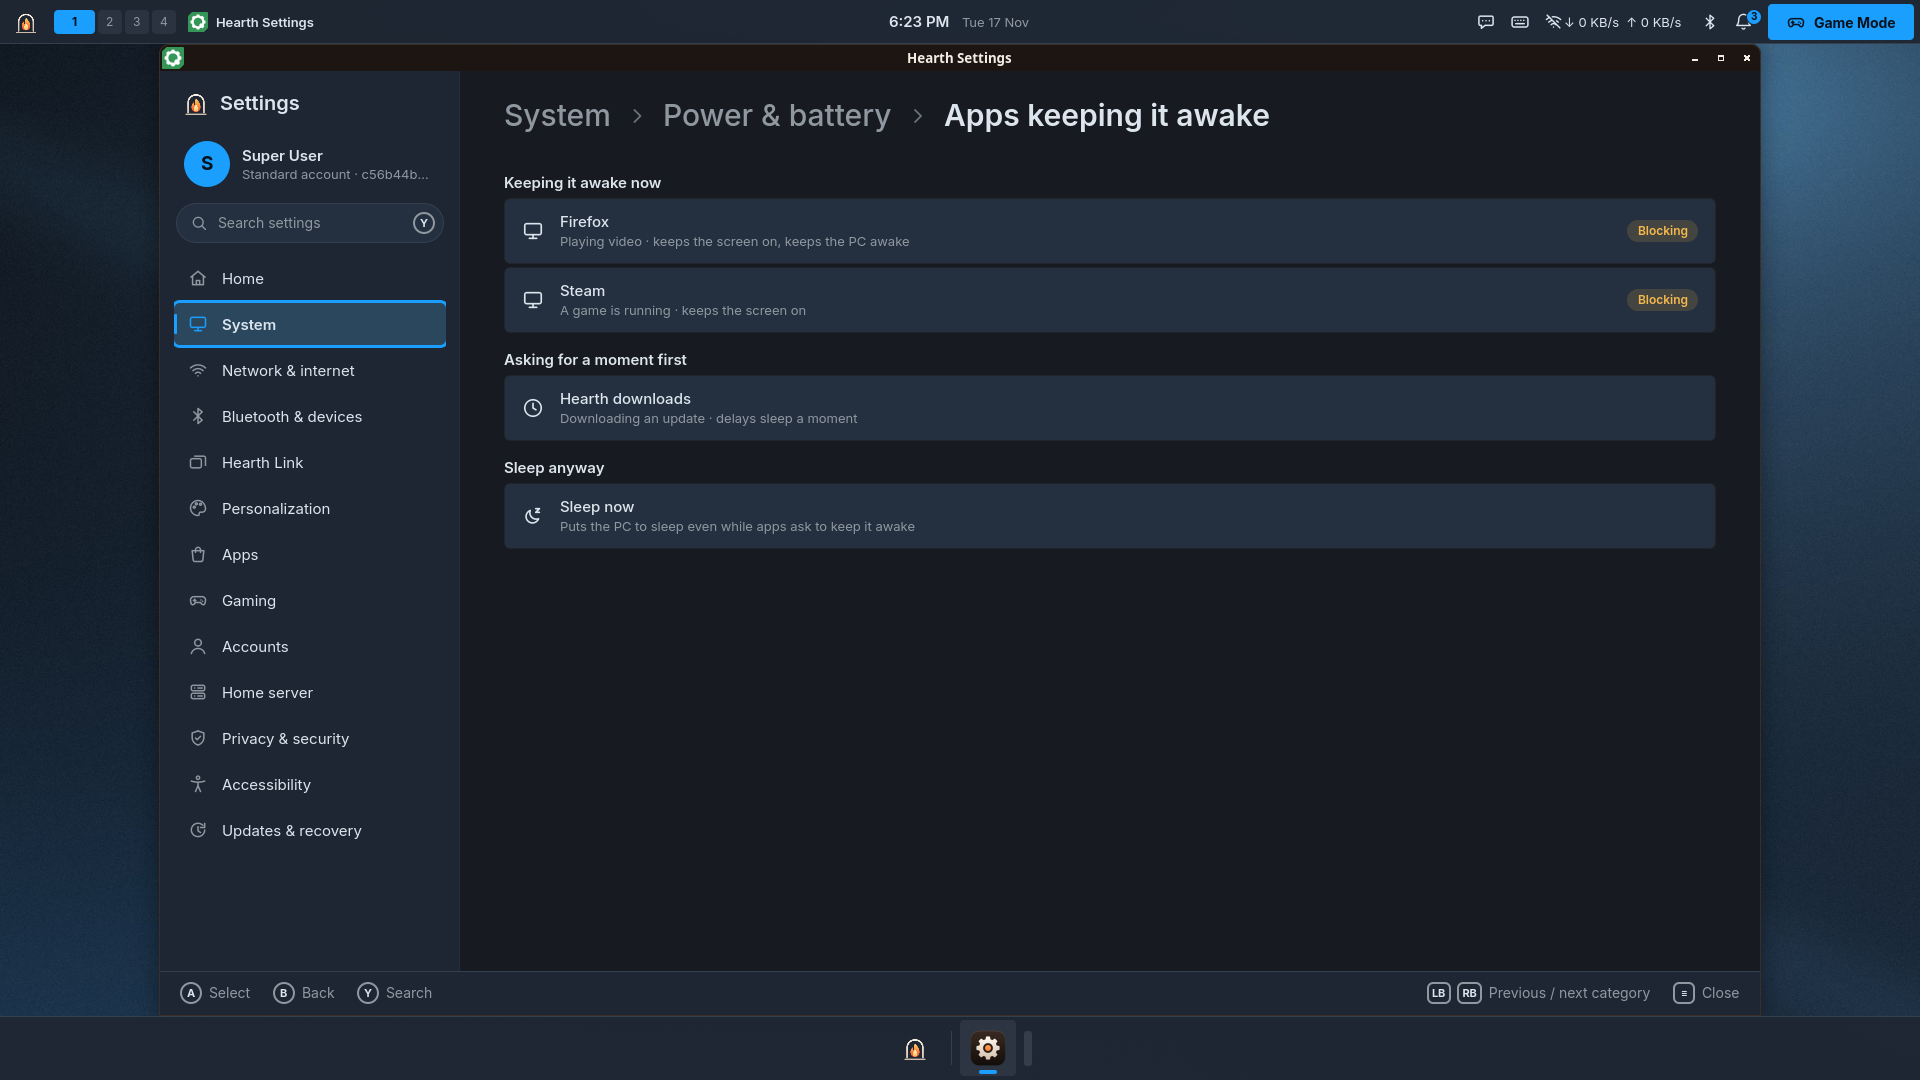 1 2 3 4 Hearth Settings 6:23 PM Tue 17 Nov ↓ 0 KB/s ↑ 0 KB/s 3 Game Mode
Hearth Settings
Settings
S
Super User
Standard account · c56b44b...
Search settings Y
Home
System
Network & internet
Bluetooth & devices
Hearth Link
Personalization
Apps
Gaming
Accounts
Home server
Privacy & security
Accessibility
Updates & recovery
System > Power & battery > Apps keeping it awake
Keeping it awake now
Firefox
Playing video · keeps the screen on, keeps the PC awake
Blocking
Steam
A game is running · keeps the screen on
Blocking
Asking for a moment first
Hearth downloads
Downloading an update · delays sleep a moment
Sleep anyway
Sleep now
Puts the PC to sleep even while apps ask to keep it awake
A Select B Back Y Search LB RB Previous / next category ≡ Close